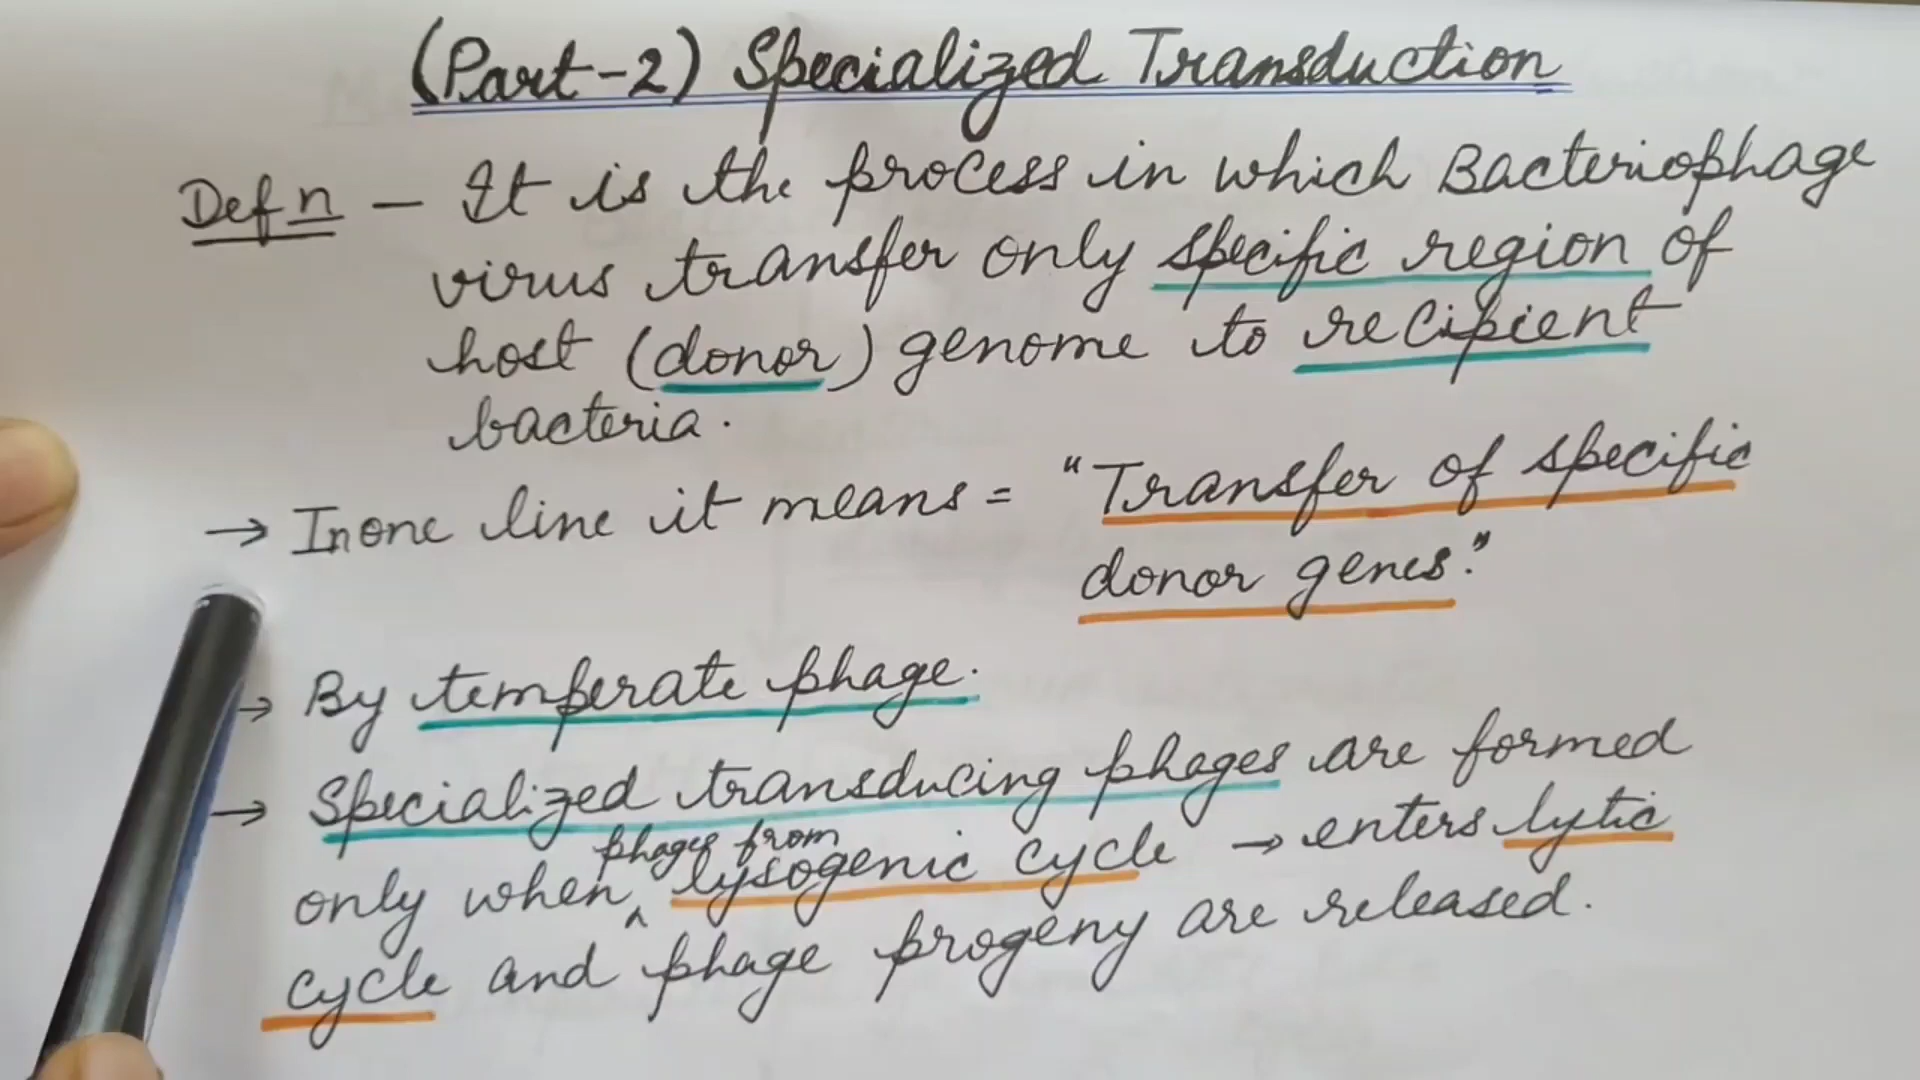 (Part-2) Specialized Transduction
Defn - It is the process in which Bacteriophage
virus transfer only specific region of
host (donor) genome to recipient
bacteria.
→ In one line it means = "Transfer of specific
donor genes."
→ By temperate phage.
→ Specialized transducing phages are formed
phages from
only when ^ lysogenic cycle → enters lytic
cycle and phage progeny are released.